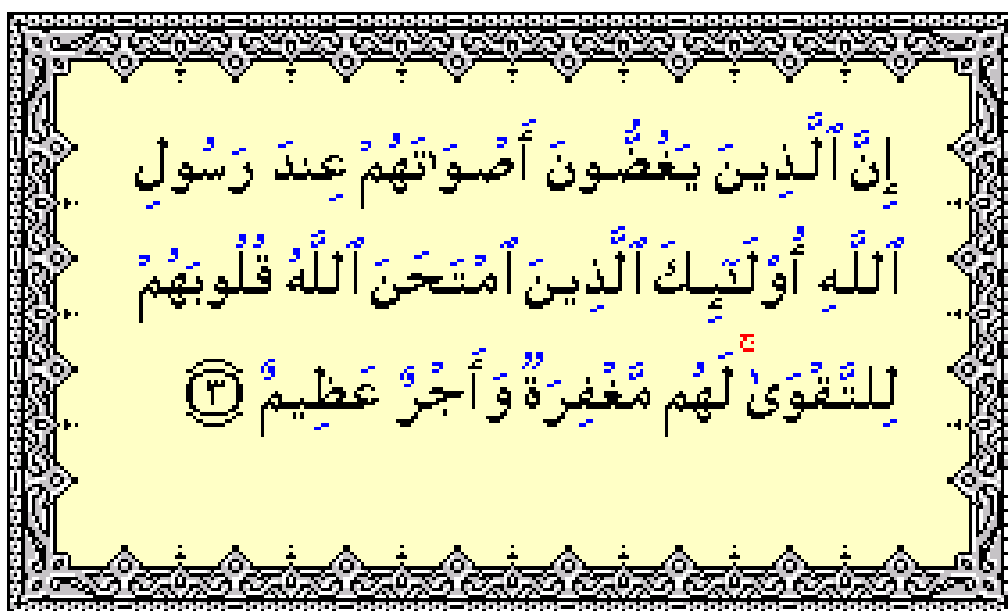 إِنَّ ٱلَّذِينَ يَغُضُّونَ أَصْوَٰتَهُمْ عِندَ رَسُولِ
ٱللَّهِ أُو۟لَٰٓئِكَ ٱلَّذِينَ ٱمْتَحَنَ ٱللَّهُ قُلُوبَهُمْ
لِلتَّقْوَىٰ ۚ لَهُم مَّغْفِرَةٌ وَأَجْرٌ عَظِيمٌ ٣